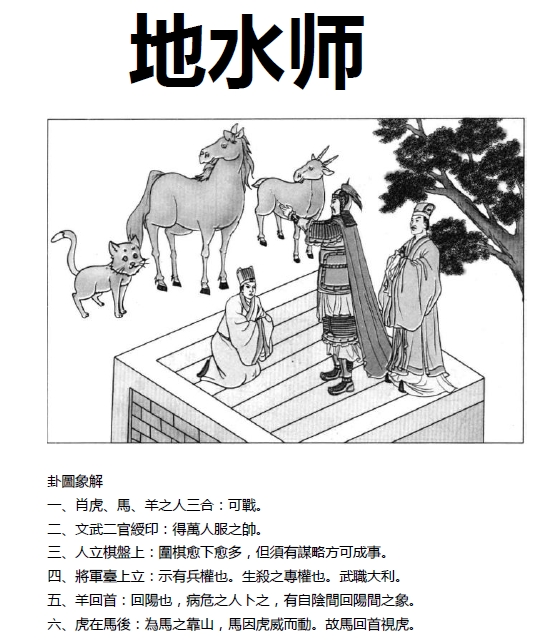 地水师
卦圖象解
一、肖虎、馬、羊之人三合：可戰。
二、文武二官綬印：得萬人服之帥。
三、人立棋盤上：圍棋愈下愈多，但須有謀略方可成事。
四、將軍臺上立：示有兵權也。生殺之專權也。武職大利。
五、羊回首：回陽也，病危之人卜之，有自陰間回陽間之象。
六、虎在馬後：為馬之靠山，馬因虎威而動。故馬回首視虎。